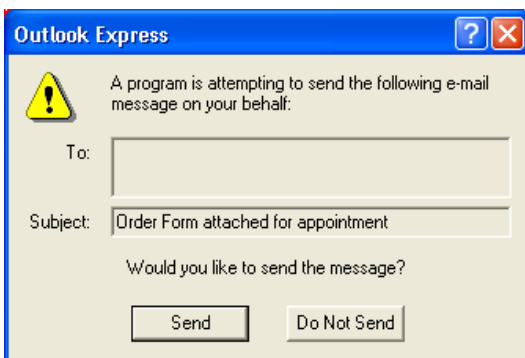 Outlook Express
A program is attempting to send the following e-mail
message on your behalf:
To:
Subject: Order Form attached for appointment
Would you like to send the message?
Send Do Not Send